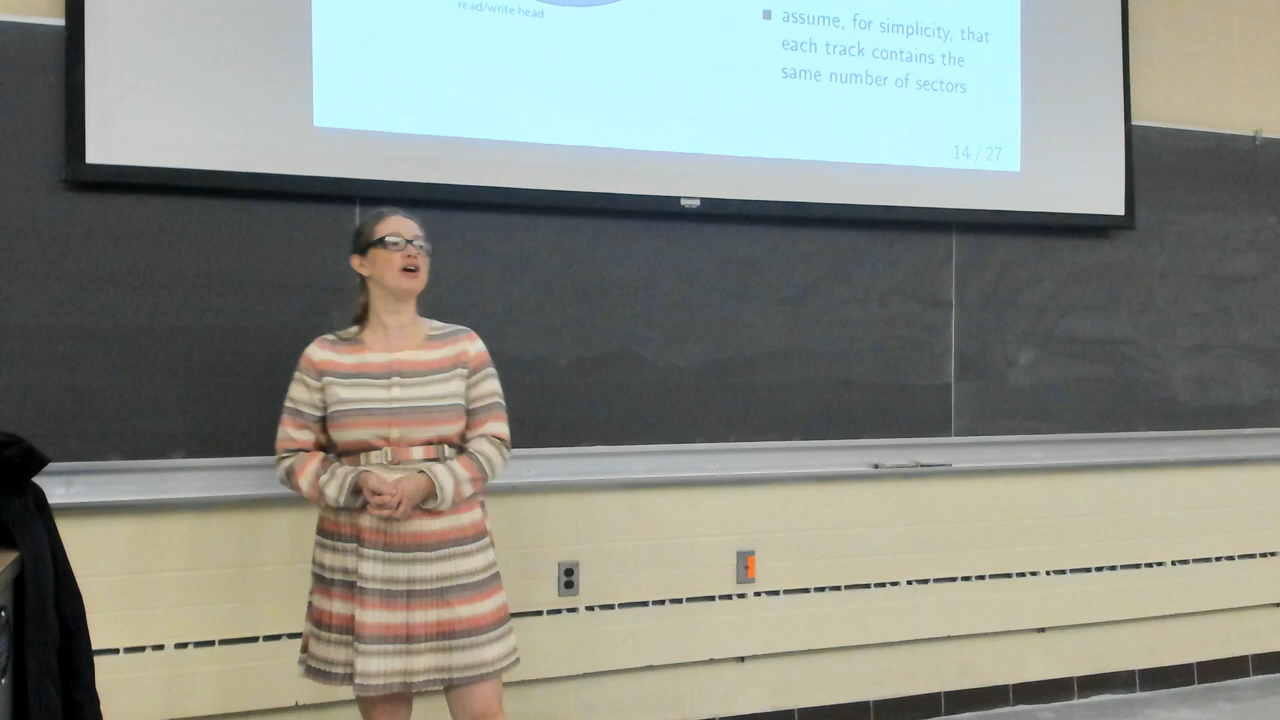 read/write head
assume, for simplicity, that
each track contains the
same number of sectors
14 / 27